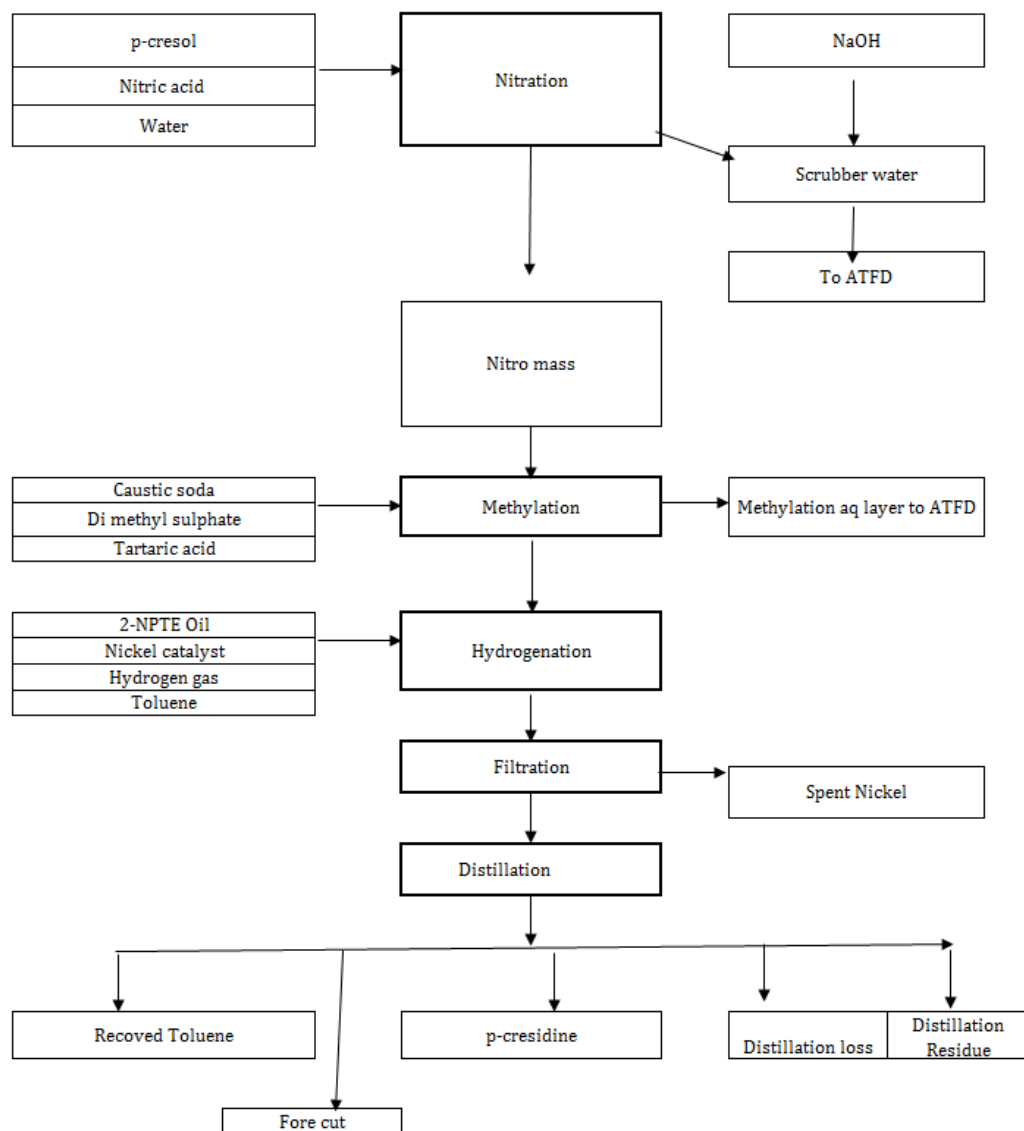 p-cresol
Nitric acid
Water
Nitration
NaOH
Scrubber water
To ATFD
Nitro mass
Caustic soda
Di methyl sulphate
Tartaric acid
Methylation
Methylation aq layer to ATFD
2-NPTE Oil
Nickel catalyst
Hydrogen gas
Toluene
Hydrogenation
Filtration
Spent Nickel
Distillation
Recoved Toluene
p-cresidine
Distillation loss
Distillation
Residue
Fore cut